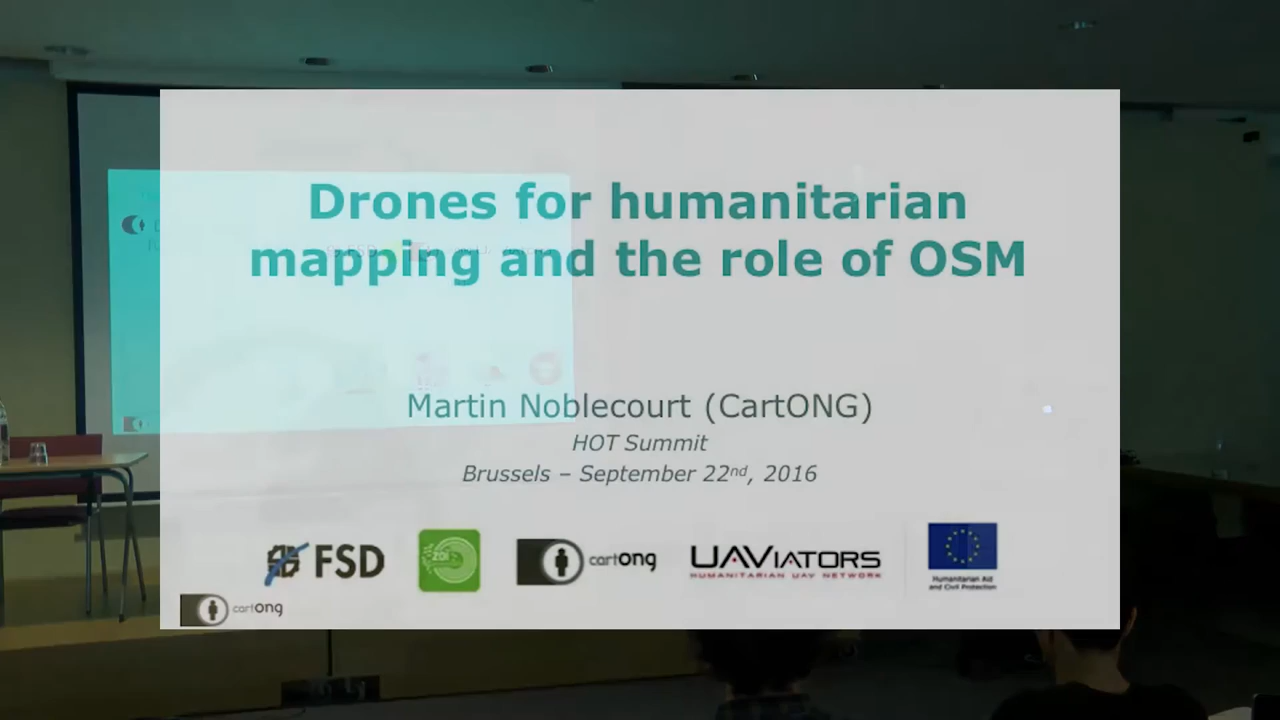 Drones for humanitarian
mapping and the role of OSM
Martin Noblecourt (CartONG)
HOT Summit
Brussels – September 22nd, 2016
FSD
zoï
cartong
UAViators
HUMANITARIAN UAV NETWORK
Humanitarian Aid
and Civil Protection
cartong